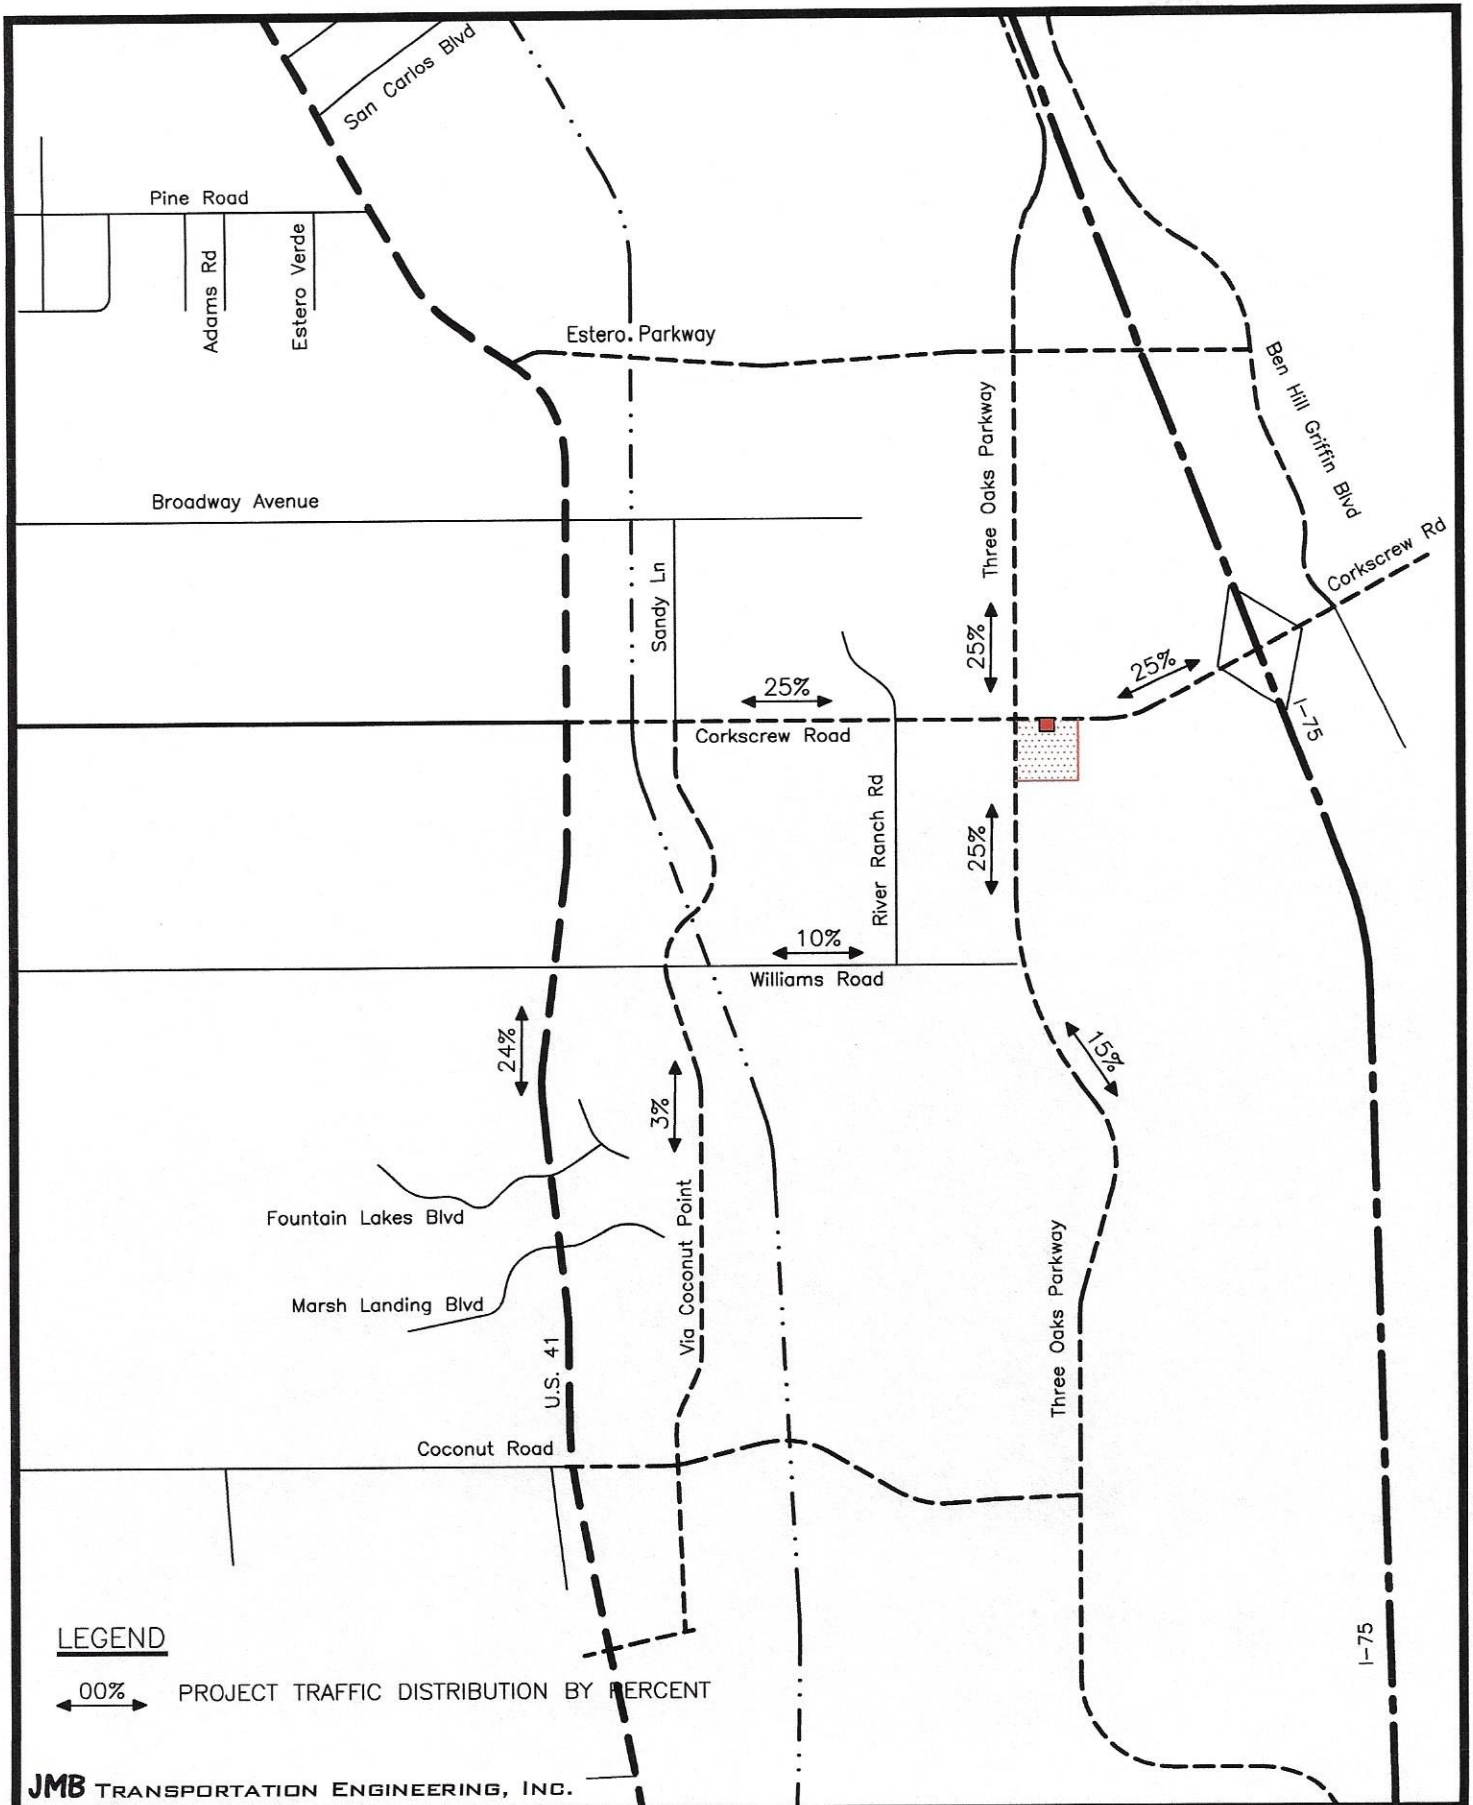 San Carlos Blvd
Pine Road
Adams Rd
Estero Verde
Estero Parkway
Ben Hill Griffin Blvd
Three Oaks Parkway
Broadway Avenue
Corkscrew Rd
Sandy Ln
25%
25%
25%
I-75
Corkscrew Road
River Ranch Rd
25%
10%
Williams Road
24%
15%
3%
Fountain Lakes Blvd
Via Coconut Point
Three Oaks Parkway
Marsh Landing Blvd
U.S. 41
Coconut Road
LEGEND
I-75
00% PROJECT TRAFFIC DISTRIBUTION BY PERCENT
JMB TRANSPORTATION ENGINEERING, INC.